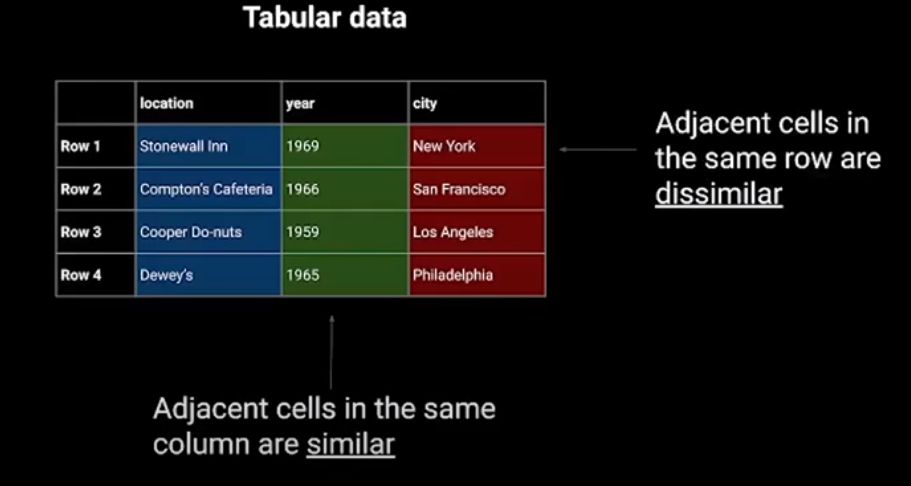 Tabular data
location year city
Row 1 Stonewall Inn 1969 New York
Row 2 Compton's Cafeteria 1966 San Francisco
Row 3 Cooper Do-nuts 1959 Los Angeles
Row 4 Dewey's 1965 Philadelphia
Adjacent cells in
the same row are
dissimilar
Adjacent cells in the same
column are similar